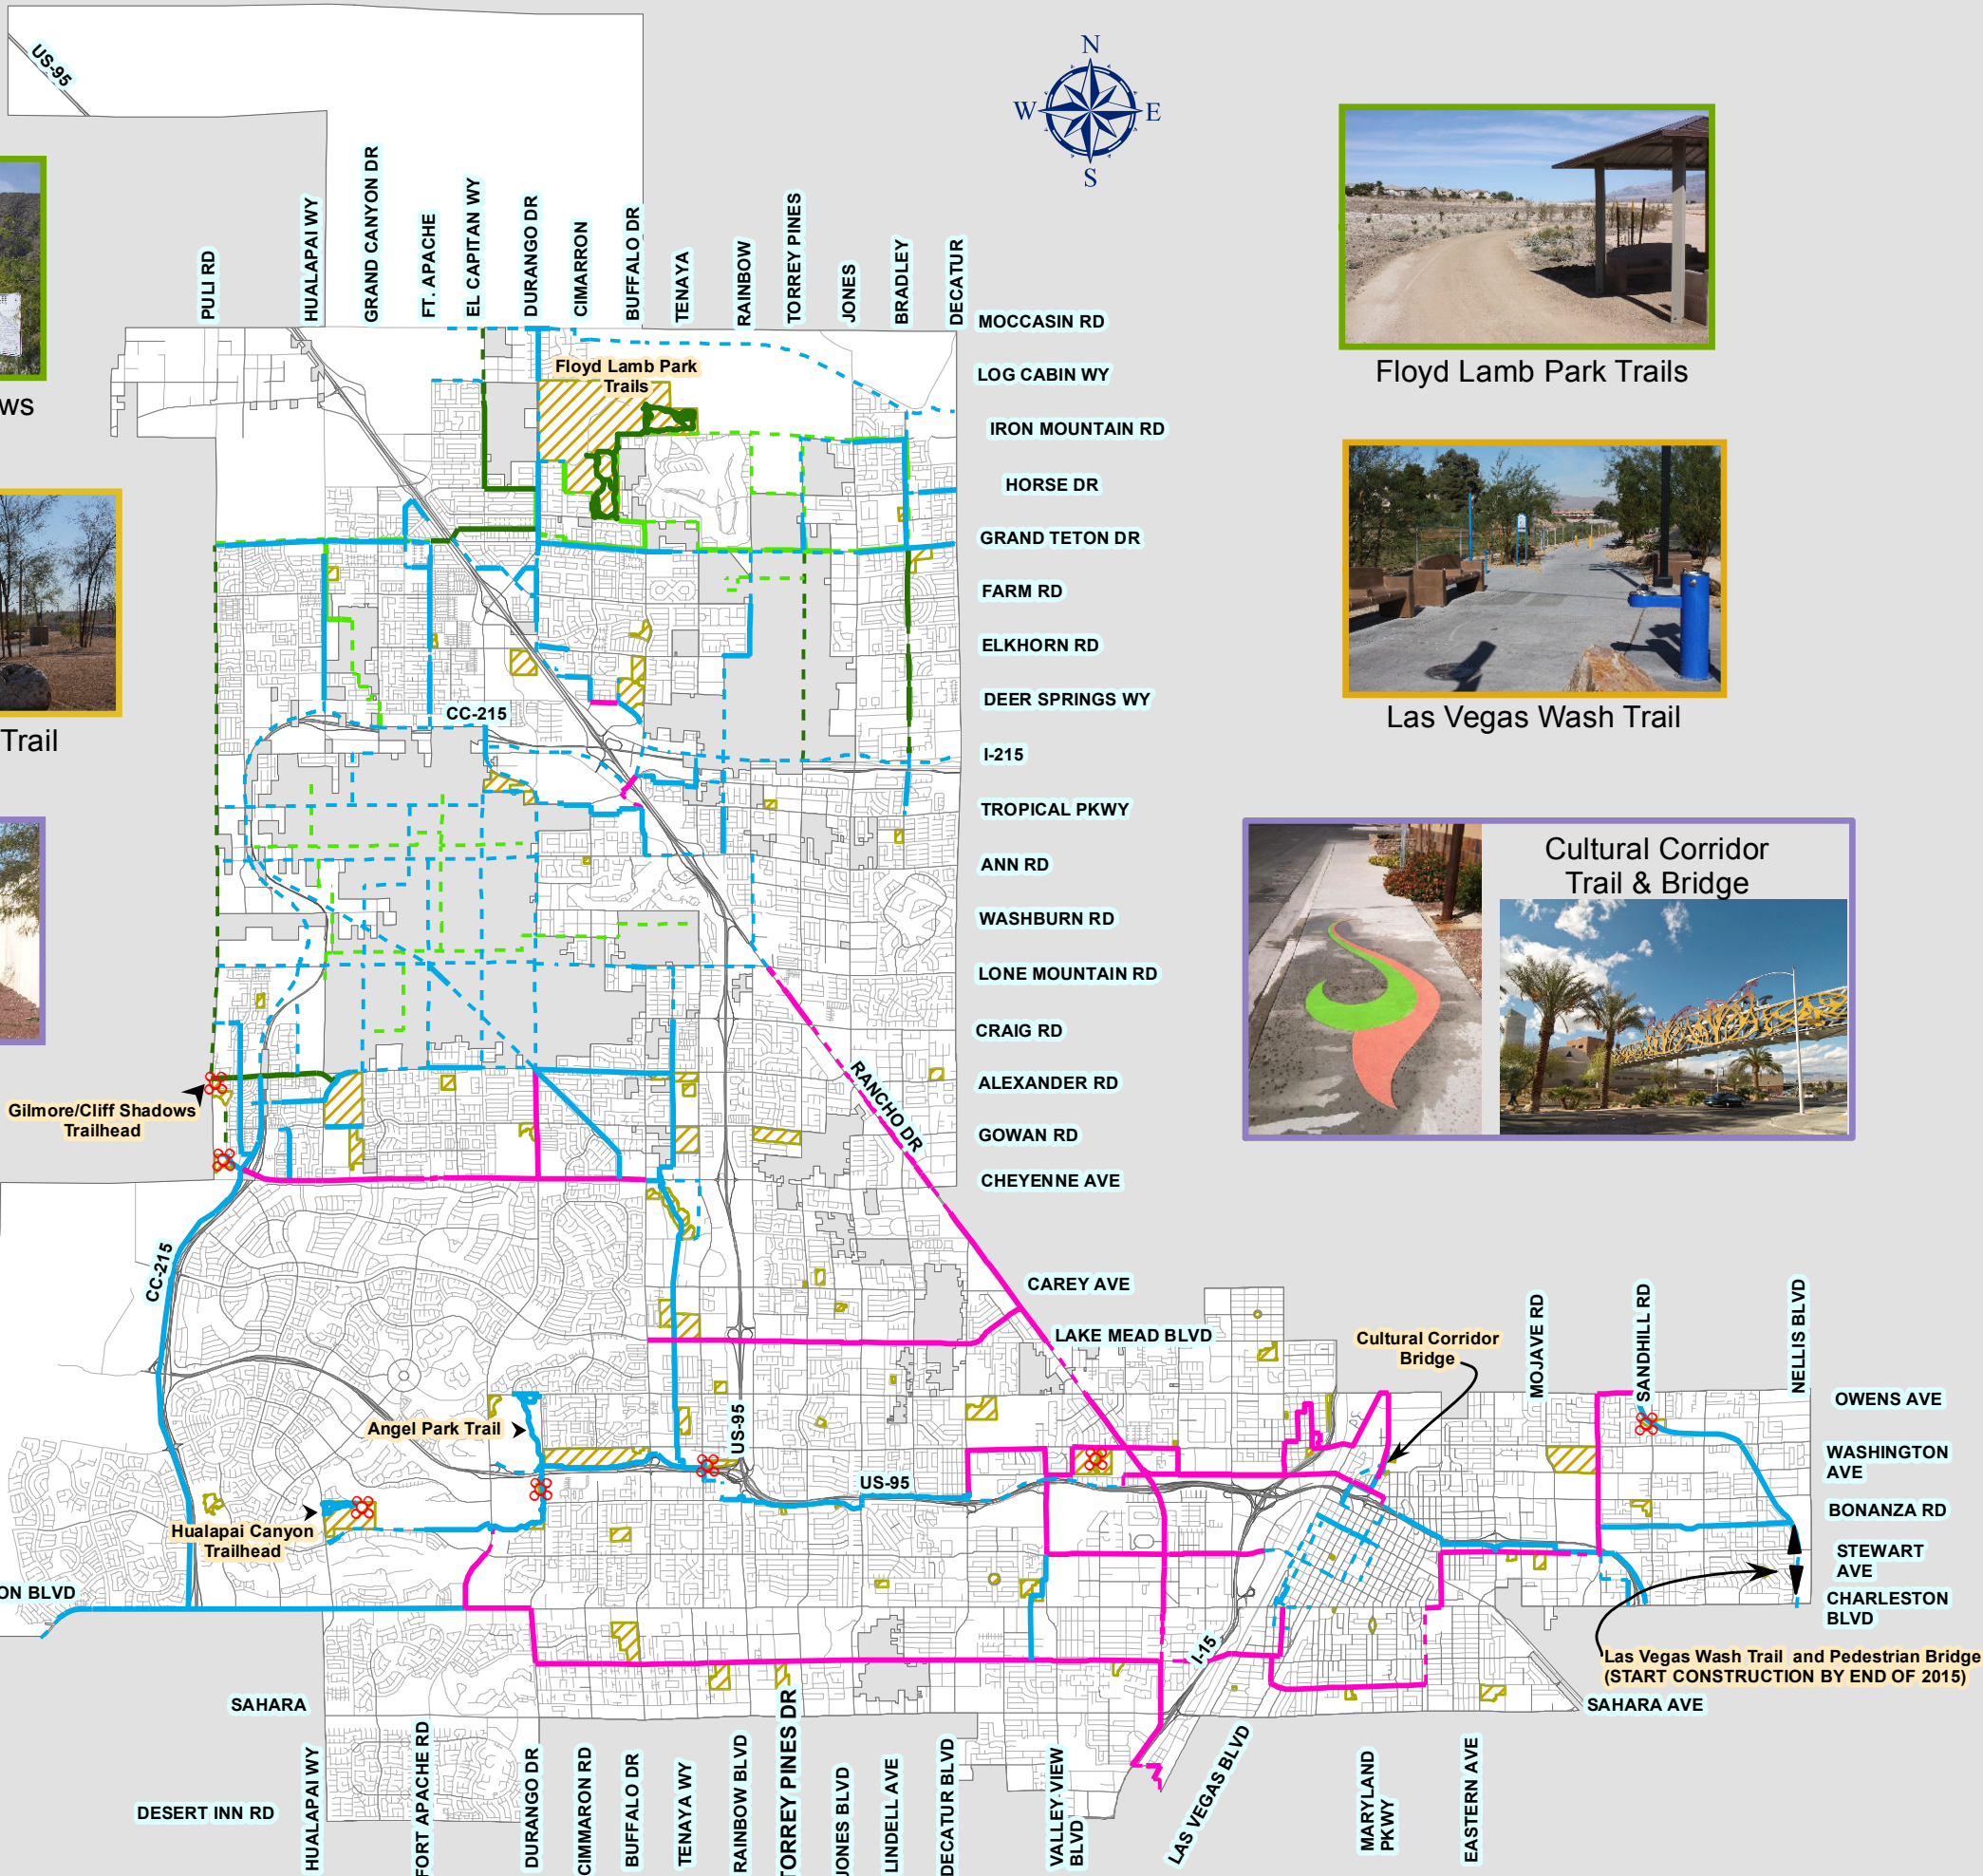 US-95
N
W
E
S
PULI RD
HUALAPAI WY
GRAND CANYON DR
FT. APACHE
EL CAPITAN WY
DURANGO DR
CIMARRON
BUFFALO DR
TENAYA
RAINBOW
TORREY PINES
JONES
BRADLEY
DECATUR
MOCCASIN RD
LOG CABIN WY
IRON MOUNTAIN RD
HORSE DR
GRAND TETON DR
FARM RD
ELKHORN RD
DEER SPRINGS WY
I-215
TROPICAL PKWY
ANN RD
WASHBURN RD
LONE MOUNTAIN RD
CRAIG RD
ALEXANDER RD
GOWAN RD
CHEYENNE AVE
Floyd Lamb Park
Trails
CC-215
Floyd Lamb Park Trails
Las Vegas Wash Trail
Cultural Corridor
Trail & Bridge
ws
Trail
Gilmore/Cliff Shadows
Trailhead
RANCHO DR
CC-215
CAREY AVE
LAKE MEAD BLVD
Cultural Corridor
Bridge
MOJAVE RD
SANDHILL RD
NELLIS BLVD
OWENS AVE
WASHINGTON
AVE
BONANZA RD
STEWART
AVE
CHARLESTON
BLVD
Angel Park Trail
US-95
US-95
Hualapai Canyon
Trailhead
ON BLVD
I-15
Las Vegas Wash Trail and Pedestrian Bridge
(START CONSTRUCTION BY END OF 2015)
SAHARA
SAHARA AVE
DESERT INN RD
HUALAPAI WY
FORT APACHE RD
DURANGO DR
CIMMARON RD
BUFFALO DR
TENAYA WY
RAINBOW BLVD
TORREY PINES DR
JONES BLVD
LINDELL AVE
DECATUR BLVD
VALLEY-VIEW
BLVD
LAS VEGAS BLVD
MARYLAND
PKWY
EASTERN AVE